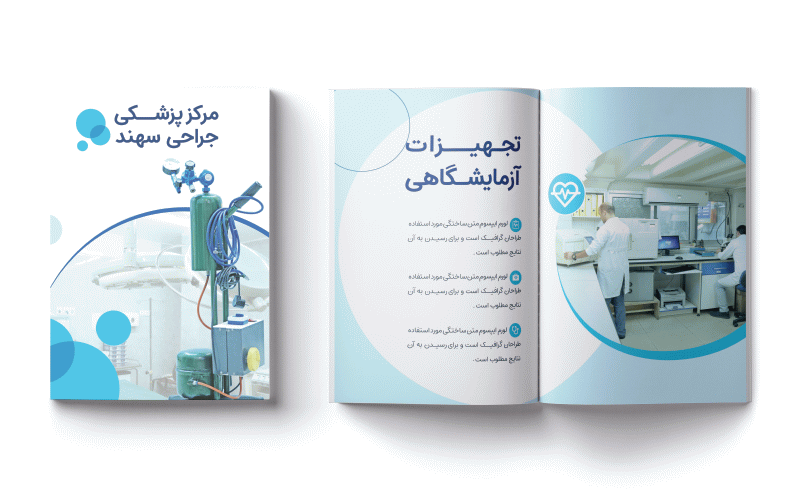 مرکز پزشکی
جراحی سهند
تجهیزات
آزمایشگاهی
لورم ایپسوم متن ساختگی مورد استفاده
طراحان گرافیک است و برای رسیدن به آن
نتایج مطلوب است.
لورم ایپسوم متن ساختگی مورد استفاده
طراحان گرافیک است و برای رسیدن به آن
نتایج مطلوب است.
لورم ایپسوم متن ساختگی مورد استفاده
طراحان گرافیک است و برای رسیدن به آن
نتایج مطلوب است.